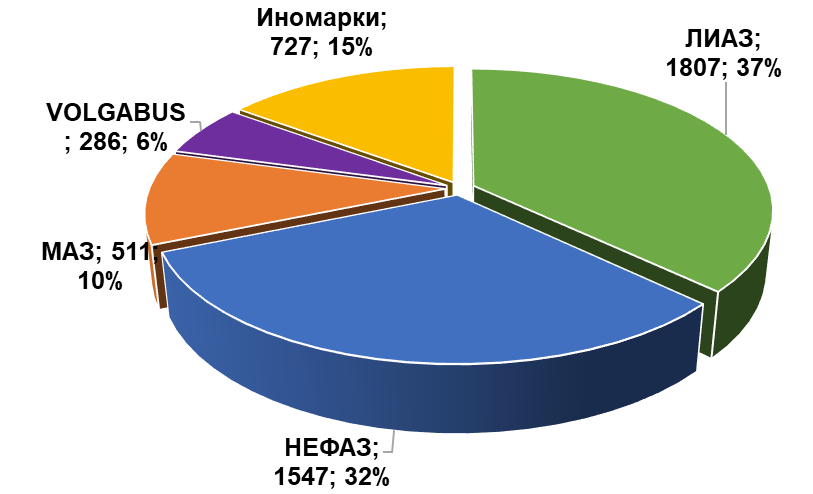 Иномарки;
727; 15%
ЛИАЗ;
1807; 37%
VOLGABUS
; 286; 6%
МАЗ; 511;
10%
НЕФАЗ;
1547; 32%